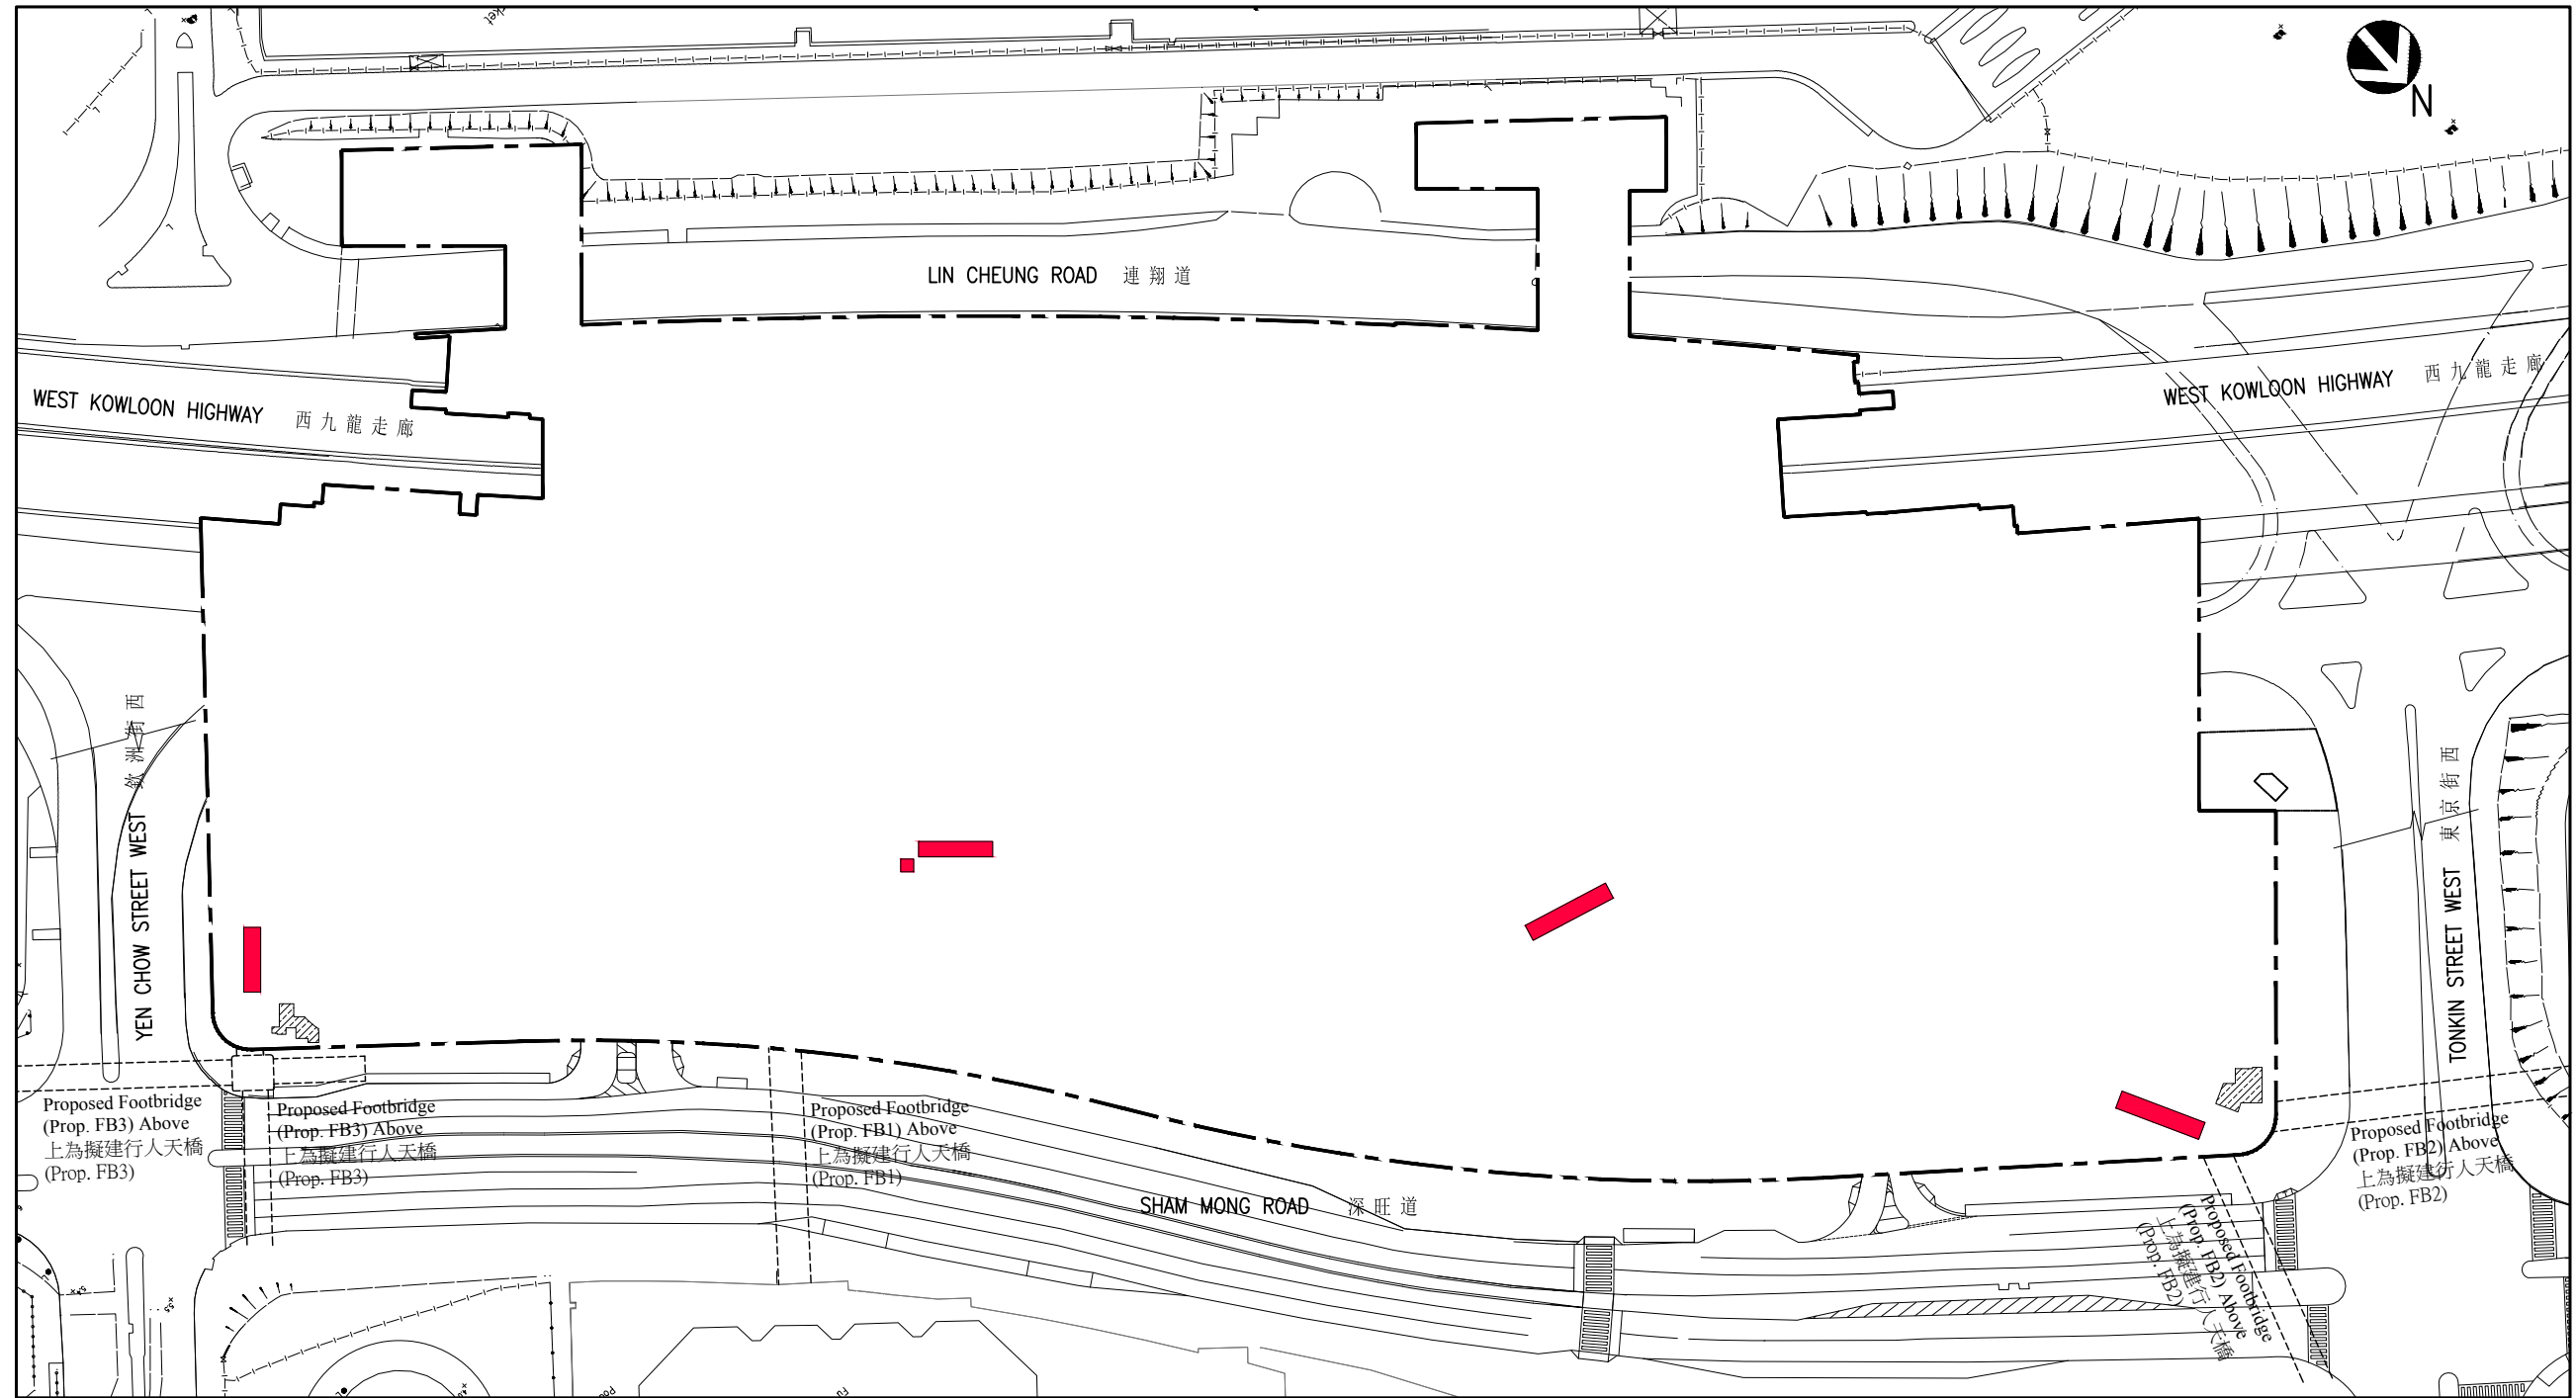 N
LIN CHEUNG ROAD 連翔道
WEST KOWLOON HIGHWAY 西九龍走廊
WEST KOWLOON HIGHWAY 西九龍走廊
YEN CHOW STREET WEST 欽洲街西
TONKIN STREET WEST 東京街西
Proposed Footbridge
(Prop. FB3) Above
上為擬建行人天橋
(Prop. FB3)
Proposed Footbridge
(Prop. FB3) Above
上為擬建行人天橋
(Prop. FB3)
Proposed Footbridge
(Prop. FB1) Above
上為擬建行人天橋
(Prop. FB1)
SHAM MONG ROAD 深旺道
Proposed Footbridge
(Prop. FB2) Above
上為擬建行人天橋
(Prop. FB2)
Proposed Footbridge
(Prop. FB2) Above
上為擬建行人天橋
(Prop. FB2)